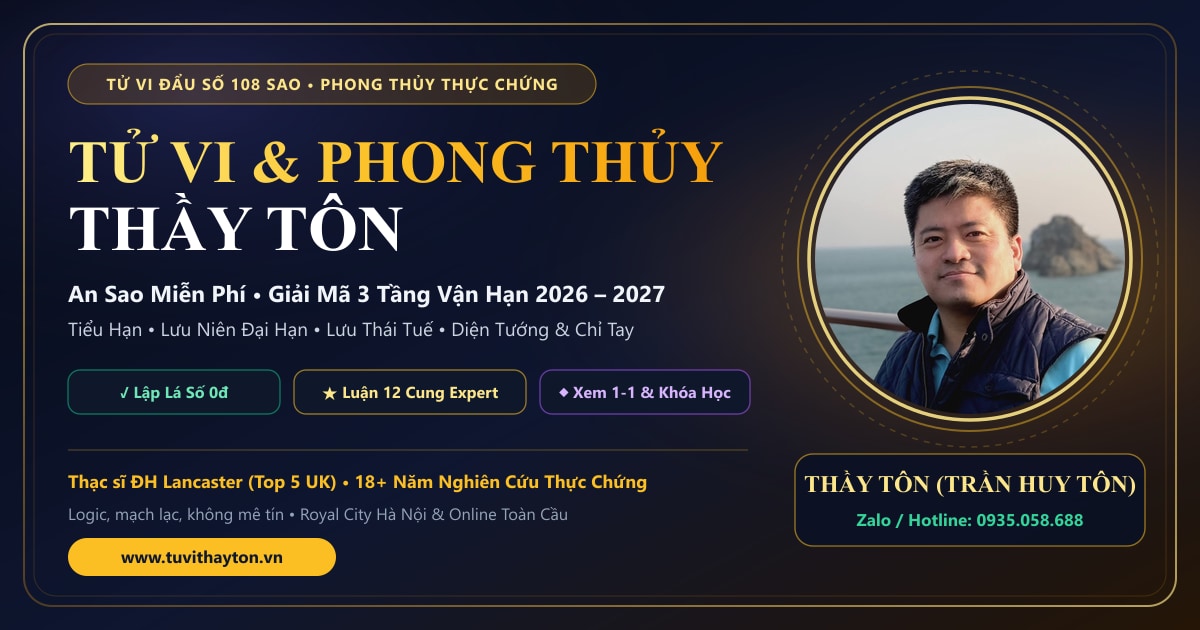 TỬ VI ĐẨU SỐ 108 SAO • PHONG THỦY THỰC CHỨNG
TỬ VI & PHONG THỦY
THẦY TÔN
An Sao Miễn Phí • Giải Mã 3 Tầng Vận Hạn 2026 – 2027
Tiểu Hạn • Lưu Niên Đại Hạn • Lưu Thái Tuế • Diện Tướng & Chỉ Tay
√ Lập Lá Số 0đ
★ Luận 12 Cung Expert
◆ Xem 1-1 & Khóa Học
Thạc sĩ ĐH Lancaster (Top 5 UK) • 18+ Năm Nghiên Cứu Thực Chứng
Logic, mạch lạc, không mê tín • Royal City Hà Nội & Online Toàn Cầu
www.tuvithayton.vn
THẦY TÔN (TRẦN HUY TÔN)
Zalo / Hotline: 0935.058.688